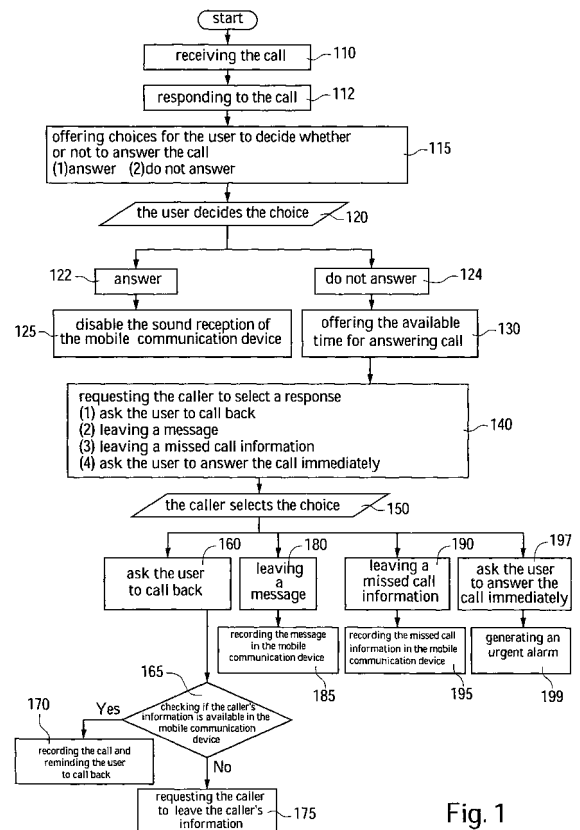 start
receiving the call
110
responding to the call
112
offering choices for the user to decide whether
or not to answer the call
(1)answer (2)do not answer
115
the user decides the choice
120
122
answer
do not answer
124
125
disable the sound reception of
the mobile communication device
offering the available
time for answering call
130
requesting the caller to select a response
(1) ask the user to call back
(2) leaving a message
(3) leaving a missed call information
(4) ask the user to answer the call immediately
140
the caller selects the choice
150
160
ask the user
to call back
180
leaving
a
message
190
leaving a
missed call
information
197
ask the user
to answer the
call immediately
recording the message
in the mobile
communication device
185
recording the missed call
information in the mobile
communication device
195
generating an
urgent alarm
199
165
checking if the caller's
information is available in the
mobile communication
device
170
Yes
recording the call and
reminding the user
to call back
No
requesting the caller
to leave the caller's
information
175
Fig. 1